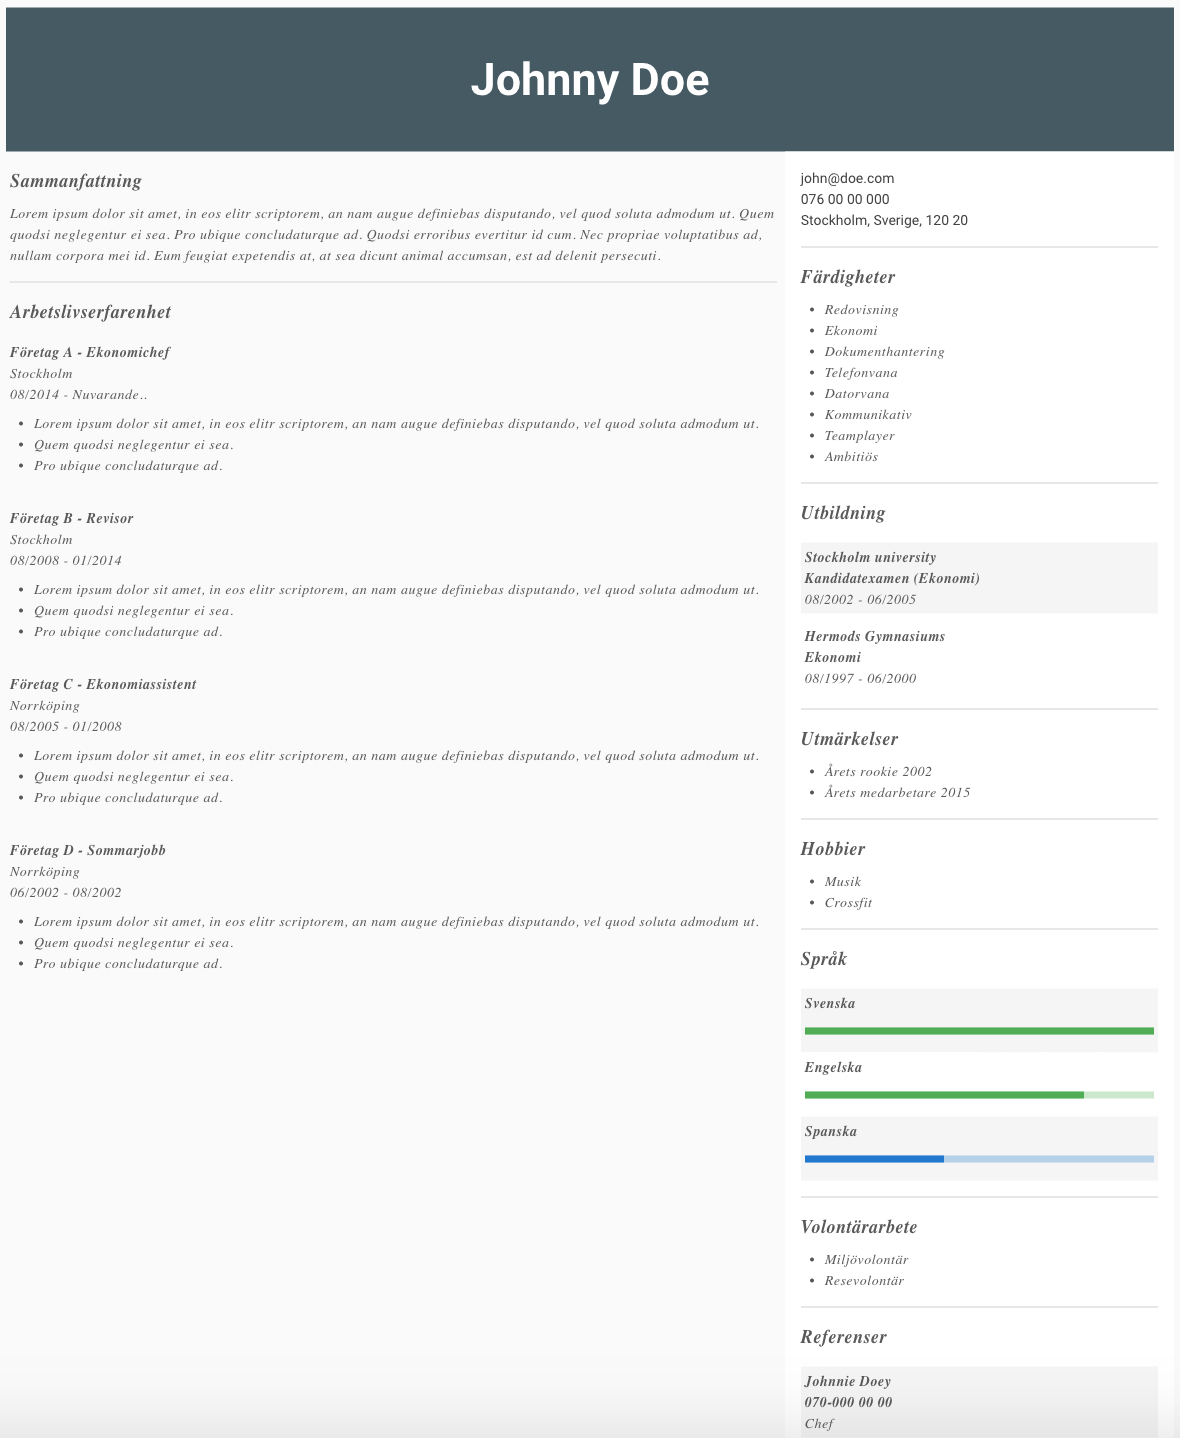 Johnny Doe
Sammanfattning
Lorem ipsum dolor sit amet, in eos elitr scriptorem, an nam augue definiebas disputando, vel quod soluta admodum ut. Quem
quodsi neglegentur ei sea. Pro ubique concludaturque ad. Quodsi erroribus evertitur id cum. Nec propriae voluptatibus ad,
nullam corpora mei id. Eum feugiat expetendis at, at sea dicunt animal accumsan, est ad delenit persecuti.
Arbetslivserfarenhet
Företag A - Ekonomichef
Stockholm
08/2014 - Nuvarande..
• Lorem ipsum dolor sit amet, in eos elitr scriptorem, an nam augue definiebas disputando, vel quod soluta admodum ut.
• Quem quodsi neglegentur ei sea.
• Pro ubique concludaturque ad.
Företag B - Revisor
Stockholm
08/2008 - 01/2014
• Lorem ipsum dolor sit amet, in eos elitr scriptorem, an nam augue definiebas disputando, vel quod soluta admodum ut.
• Quem quodsi neglegentur ei sea.
• Pro ubique concludaturque ad.
Företag C - Ekonomiassistent
Norrköping
08/2005 - 01/2008
• Lorem ipsum dolor sit amet, in eos elitr scriptorem, an nam augue definiebas disputando, vel quod soluta admodum ut.
• Quem quodsi neglegentur ei sea.
• Pro ubique concludaturque ad.
Företag D - Sommarjobb
Norrköping
06/2002 - 08/2002
• Lorem ipsum dolor sit amet, in eos elitr scriptorem, an nam augue definiebas disputando, vel quod soluta admodum ut.
• Quem quodsi neglegentur ei sea.
• Pro ubique concludaturque ad.
john@doe.com
076 00 00 000
Stockholm, Sverige, 120 20
Färdigheter
• Redovisning
• Ekonomi
• Dokumenthantering
• Telefonvana
• Datorvana
• Kommunikativ
• Teamplayer
• Ambitiös
Utbildning
Stockholm university
Kandidatexamen (Ekonomi)
08/2002 - 06/2005
Hermods Gymnasiums
Ekonomi
08/1997 - 06/2000
Utmärkelser
• Årets rookie 2002
• Årets medarbetare 2015
Hobbier
• Musik
• Crossfit
Språk
Svenska
Engelska
Spanska
Volontärarbete
• Miljövolontär
• Resevolontär
Referenser
Johnnie Doey
070-000 00 00
Chef